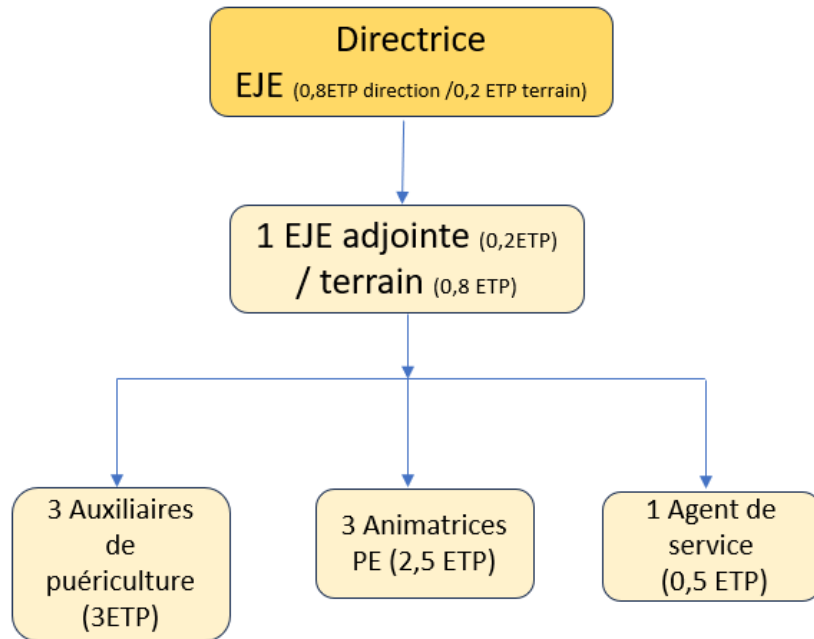 Directrice
EJE (0,8ETP direction /0,2 ETP terrain)
1 EJE adjointe (0,2ETP)
/ terrain (0,8 ETP)
3 Auxiliaires
de
puériculture
(3ETP)
3 Animatrices
PE (2,5 ETP)
1 Agent de
service
(0,5 ETP)